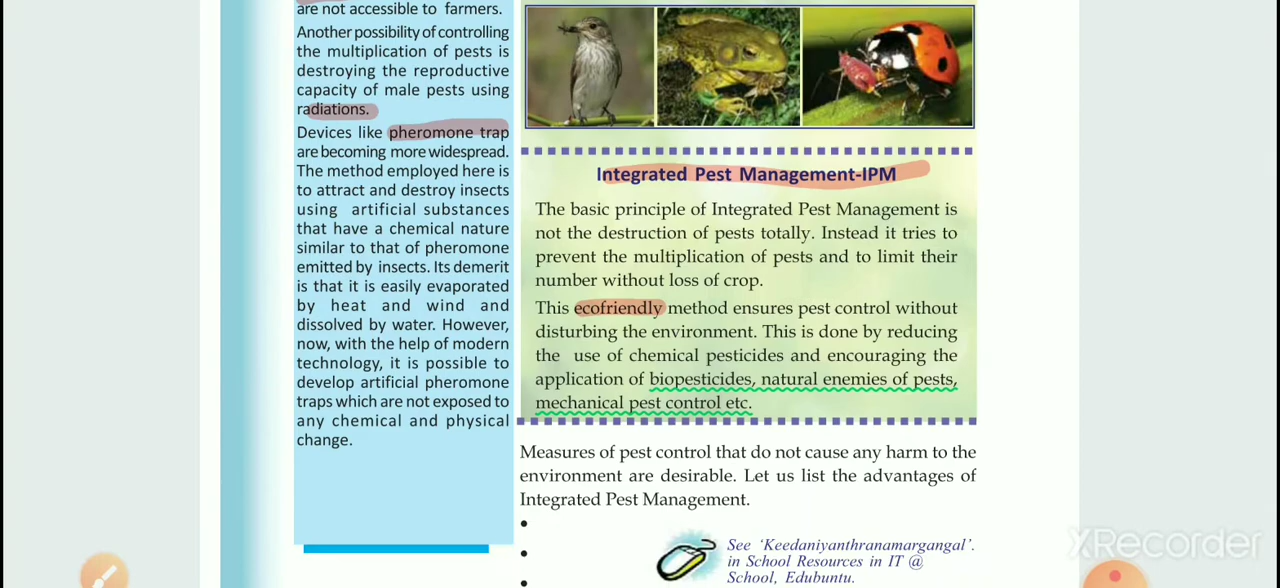 are not accessible to farmers.
Another possibility of controlling
the multiplication of pests is
destroying the reproductive
capacity of male pests using
radiations.
Devices like pheromone trap
are becoming more widespread.
The method employed here is
to attract and destroy insects
using artificial substances
that have a chemical nature
similar to that of pheromone
emitted by insects. Its demerit
is that it is easily evaporated
by heat and wind and
dissolved by water. However,
now, with the help of modern
technology, it is possible to
develop artificial pheromone
traps which are not exposed to
any chemical and physical
change.
Integrated Pest Management-IPM
The basic principle of Integrated Pest Management is
not the destruction of pests totally. Instead it tries to
prevent the multiplication of pests and to limit their
number without loss of crop.
This ecofriendly method ensures pest control without
disturbing the environment. This is done by reducing
the use of chemical pesticides and encouraging the
application of biopesticides, natural enemies of pests,
mechanical pest control etc.
Measures of pest control that do not cause any harm to the
environment are desirable. Let us list the advantages of
Integrated Pest Management.
•
•
•
See 'Keedaniyanthranamargangal'.
in School Resources in IT @
School, Edubuntu.
XRecorder